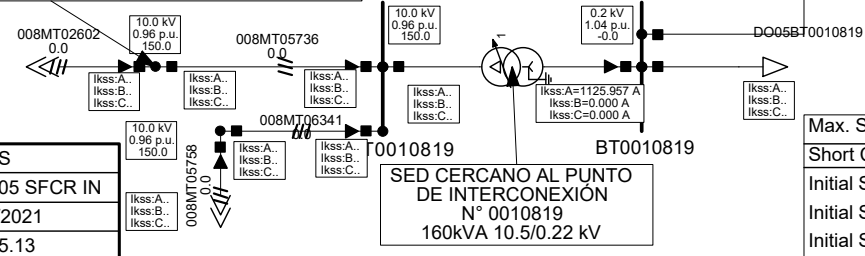 10.0 kV
0.96 p.u.
150.0
10.0 kV
0.96 p.u.
150.0
0.2 kV
1.04 p.u.
-0.0
008MT02602
0.0
008MT05736
0.0
DO05BT0010819
Ikss:A..
Ikss:B..
Ikss:C..
Ikss:A..
Ikss:B..
Ikss:C..
Ikss:A..
Ikss:B..
Ikss:C..
Ikss:A..
Ikss:B..
Ikss:C..
1
Ikss:A=1125.957 A
Ikss:B=0.000 A
Ikss:C=0.000 A
Ikss:A..
Ikss:B..
Ikss:C..
10.0 kV
0.96 p.u.
150.0
008MT06341
Ikss:A..
Ikss:B..
Ikss:C..
Ikss:A..
Ikss:B..
Ikss:C..
T0010819
BT0010819
008MT05758
0.0
Ikss:A..
Ikss:B..
Ikss:C..
SED CERCANO AL PUNTO
DE INTERCONEXIÓN
N° 0010819
160kVA 10.5/0.22 kV
S
05 SFCR IN
2021
5.13
Max. S
Short C
Initial S
Initial S
Initial S